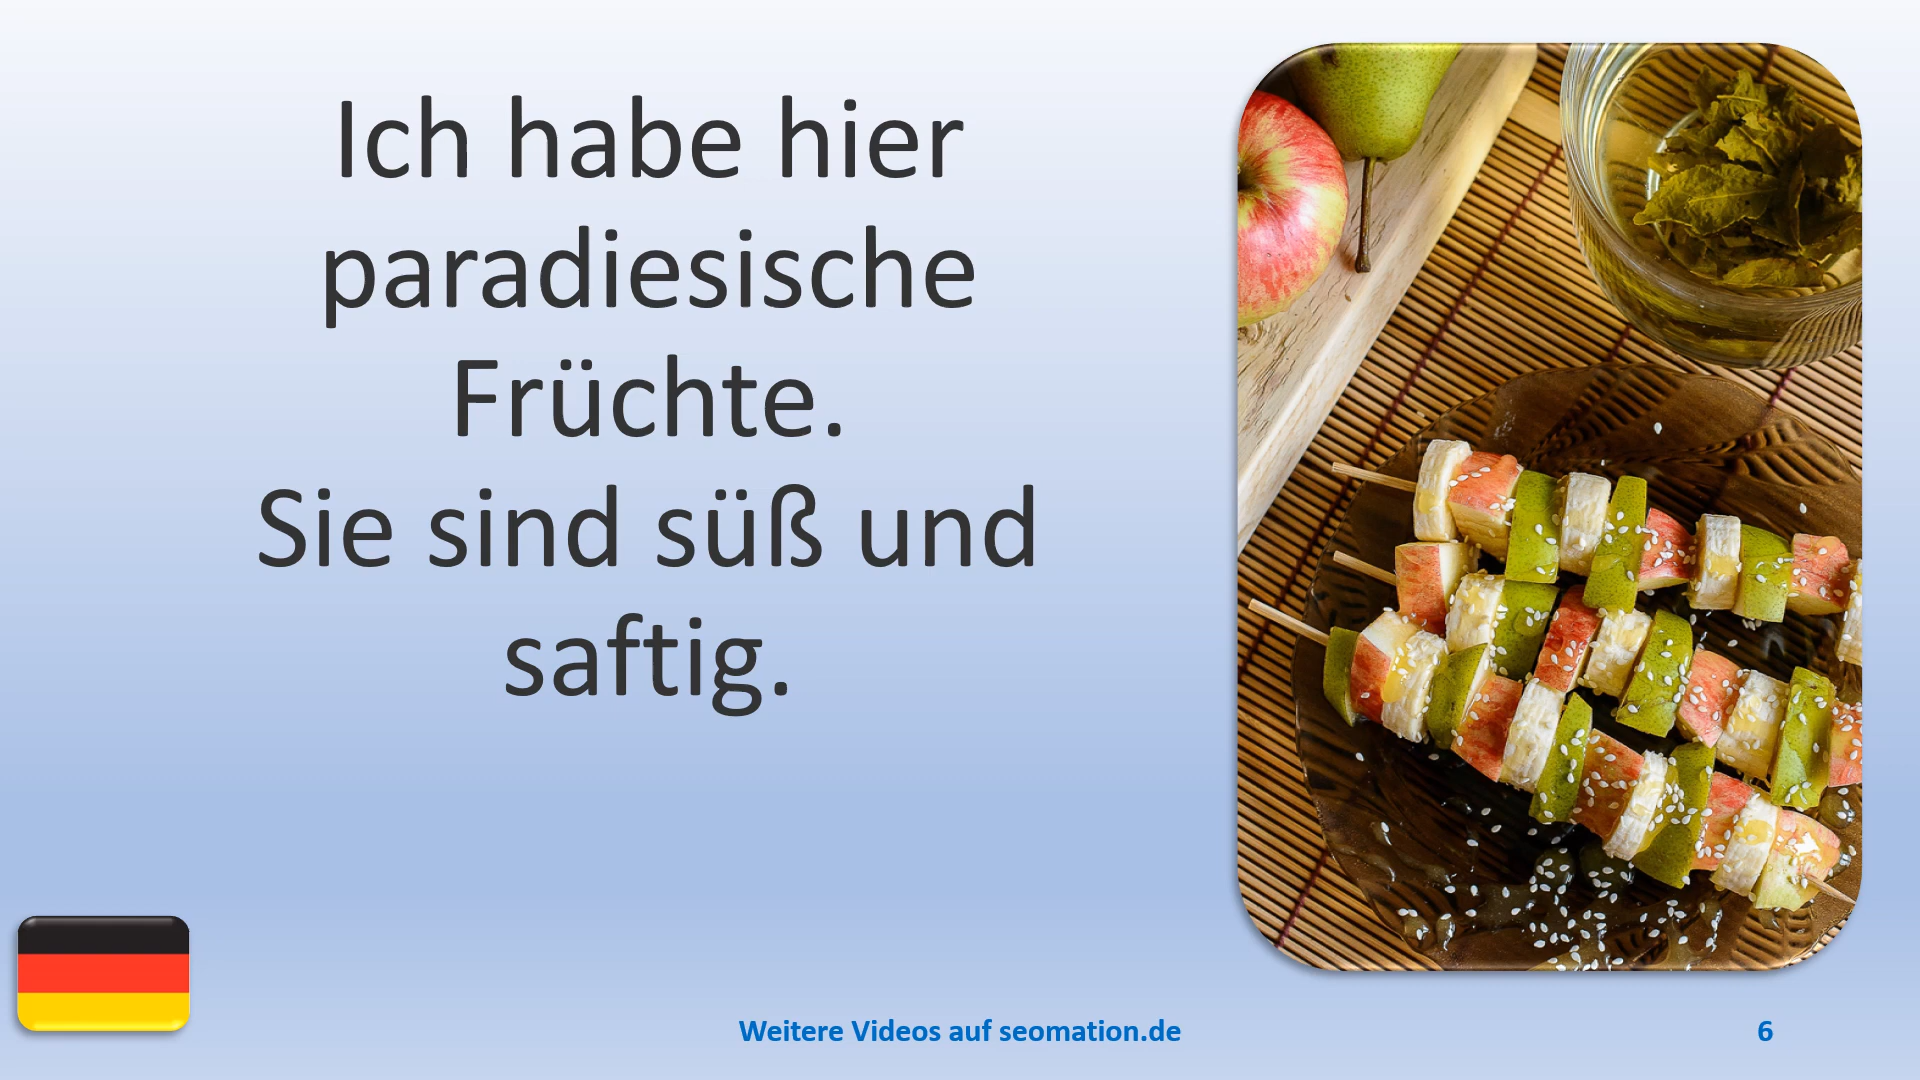 Ich habe hier
paradiesische
Früchte.
Sie sind süß und
saftig.
Weitere Videos auf seomation.de
6